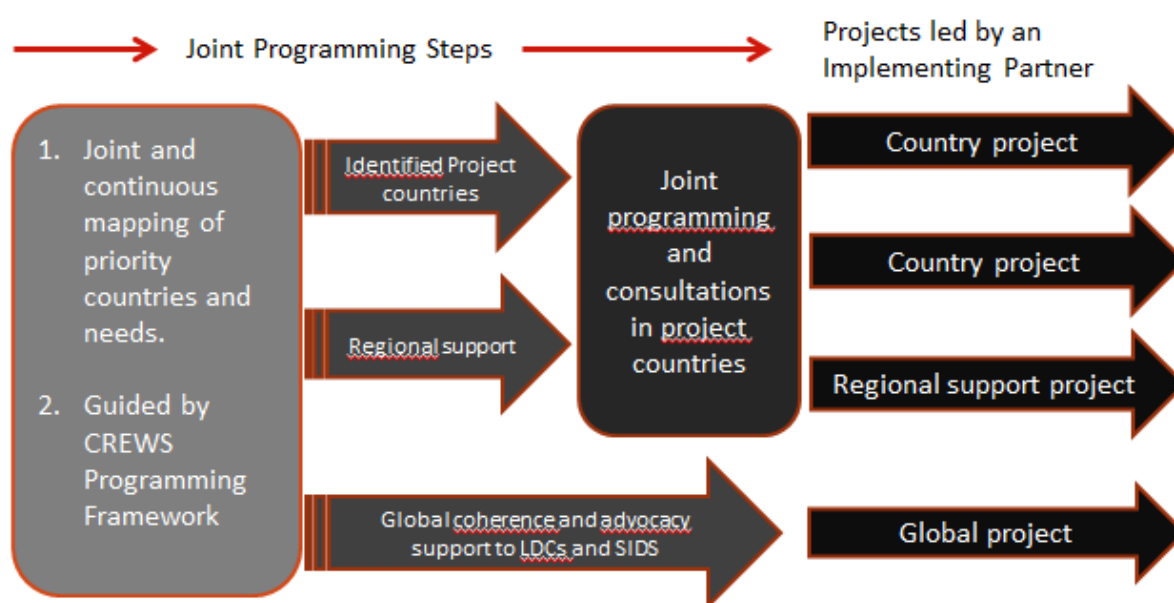 Joint Programming Steps
Projects led by an
Implementing Partner
1. Joint and
continuous
mapping of
priority
countries and
needs.
2. Guided by
CREWS
Programming
Framework
Identified Project
countries
Regional support
Global coherence and advocacy
support to LDCs and SIDS
Joint
programming
and
consultations
in project
countries
Country project
Country project
Regional support project
Global project